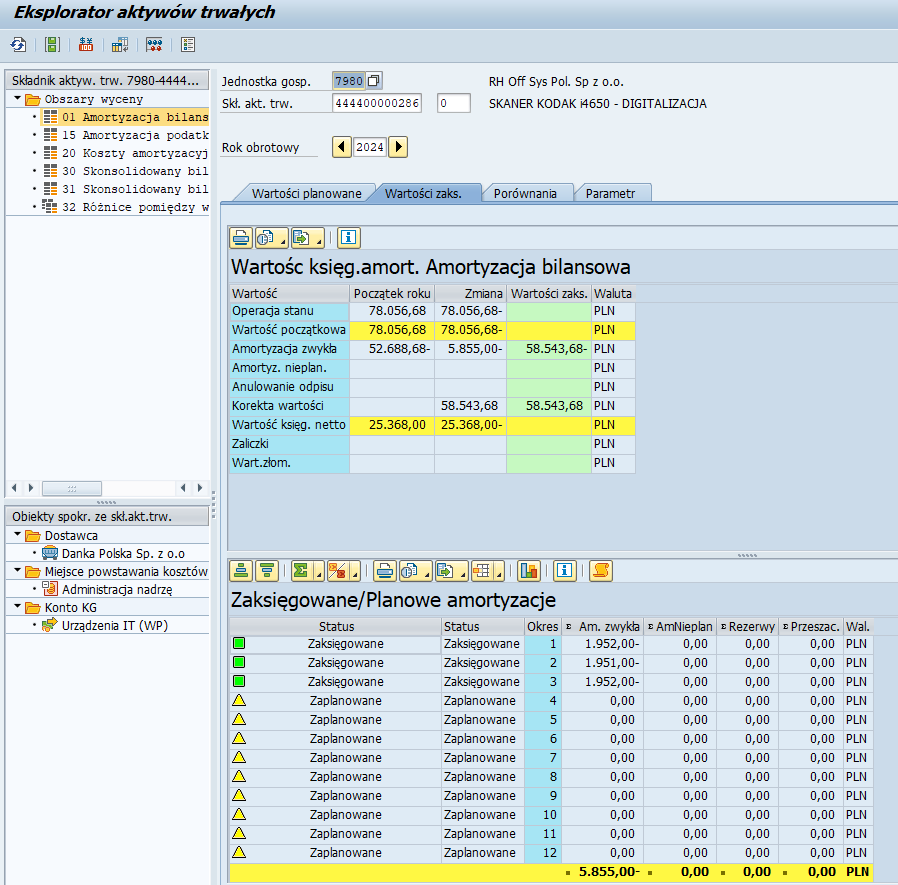 Eksplorator aktywów trwałych
Składnik aktyw. trw. 7980-4444...
Obszary wyceny
01 Amortyzacja bilans
15 Amortyzacja podatk
20 Koszty amortyzacyj
30 Skonsolidowany bil
31 Skonsolidowany bil
32 Różnice pomiędzy w
Obiekty spokr. ze skł.akt.trw.
Dostawca
Danka Polska Sp. z o.o
Miejsce powstawania kosztów
Administracja nadrzę
Konto KG
Urządzenia IT (WP)
Jednostka gosp. 7980 RH Off Sys Pol. Sp z o.o.
Skł. akt. trw. 444400000286 0 SKANER KODAK i4650 - DIGITALIZACJA
Rok obrotowy 2024
Wartości planowane Wartości zaks. Porównania Parametr
Wartośc księg.amort. Amortyzacja bilansowa
Wartość Początek roku Zmiana Wartości zaks. Waluta
Operacja stanu 78.056,68 78.056,68- PLN
Wartość początkowa 78.056,68 78.056,68- PLN
Amortyzacja zwykła 52.688,68- 5.855,00- 58.543,68- PLN
Amortyz. nieplan. PLN
Anulowanie odpisu PLN
Korekta wartości 58.543,68 58.543,68 PLN
Wartość księg. netto 25.368,00 25.368,00- PLN
Zaliczki PLN
Wart.złom. PLN
Zaksięgowane/Planowe amortyzacje
Status Status Okres Σ Am. zwykła Σ AmNieplan Σ Rezerwy Σ Przeszac. Wal.
Zaksięgowane Zaksięgowane 1 1.952,00- 0,00 0,00 0,00 PLN
Zaksięgowane Zaksięgowane 2 1.951,00- 0,00 0,00 0,00 PLN
Zaksięgowane Zaksięgowane 3 1.952,00- 0,00 0,00 0,00 PLN
Zaplanowane Zaplanowane 4 0,00 0,00 0,00 0,00 PLN
Zaplanowane Zaplanowane 5 0,00 0,00 0,00 0,00 PLN
Zaplanowane Zaplanowane 6 0,00 0,00 0,00 0,00 PLN
Zaplanowane Zaplanowane 7 0,00 0,00 0,00 0,00 PLN
Zaplanowane Zaplanowane 8 0,00 0,00 0,00 0,00 PLN
Zaplanowane Zaplanowane 9 0,00 0,00 0,00 0,00 PLN
Zaplanowane Zaplanowane 10 0,00 0,00 0,00 0,00 PLN
Zaplanowane Zaplanowane 11 0,00 0,00 0,00 0,00 PLN
Zaplanowane Zaplanowane 12 0,00 0,00 0,00 0,00 PLN
5.855,00- 0,00 0,00 0,00 PLN